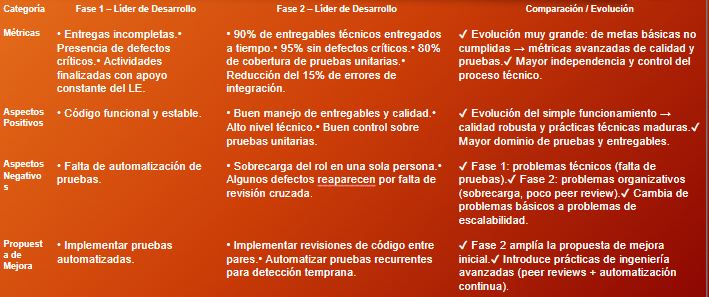 Categoría
Fase 1 – Líder de Desarrollo
Fase 2 – Líder de Desarrollo
Comparación / Evolución
Métricas
• Entregas incompletas.•
Presencia de defectos
críticos.• Actividades
finalizadas con apoyo
constante del LE.
• 90% de entregables técnicos entregados
a tiempo.• 95% sin defectos críticos.• 80%
de cobertura de pruebas unitarias.•
Reducción del 15% de errores de
integración.
✔ Evolución muy grande: de metas básicas no
cumplidas → métricas avanzadas de calidad y
pruebas.✔ Mayor independencia y control del
proceso técnico.
Aspectos
Positivos
• Código funcional y estable.
• Buen manejo de entregables y calidad.•
Alto nivel técnico.• Buen control sobre
pruebas unitarias.
✔ Evolución del simple funcionamiento →
calidad robusta y prácticas técnicas maduras.✔
Mayor dominio de pruebas y entregables.
Aspectos
Negativo
s
• Falta de automatización de
pruebas.
• Sobrecarga del rol en una sola persona.•
Algunos defectos reaparecen por falta de
revisión cruzada.
✔ Fase 1: problemas técnicos (falta de
pruebas).✔ Fase 2: problemas organizativos
(sobrecarga, poco peer review).✔ Cambia de
problemas básicos a problemas de
escalabilidad.
Propuest
a de
Mejora
• Implementar pruebas
automatizadas.
• Implementar revisiones de código entre
pares.• Automatizar pruebas recurrentes
para detección temprana.
✔ Fase 2 amplía la propuesta de mejora
inicial.✔ Introduce prácticas de ingeniería
avanzadas (peer reviews + automatización
continua).